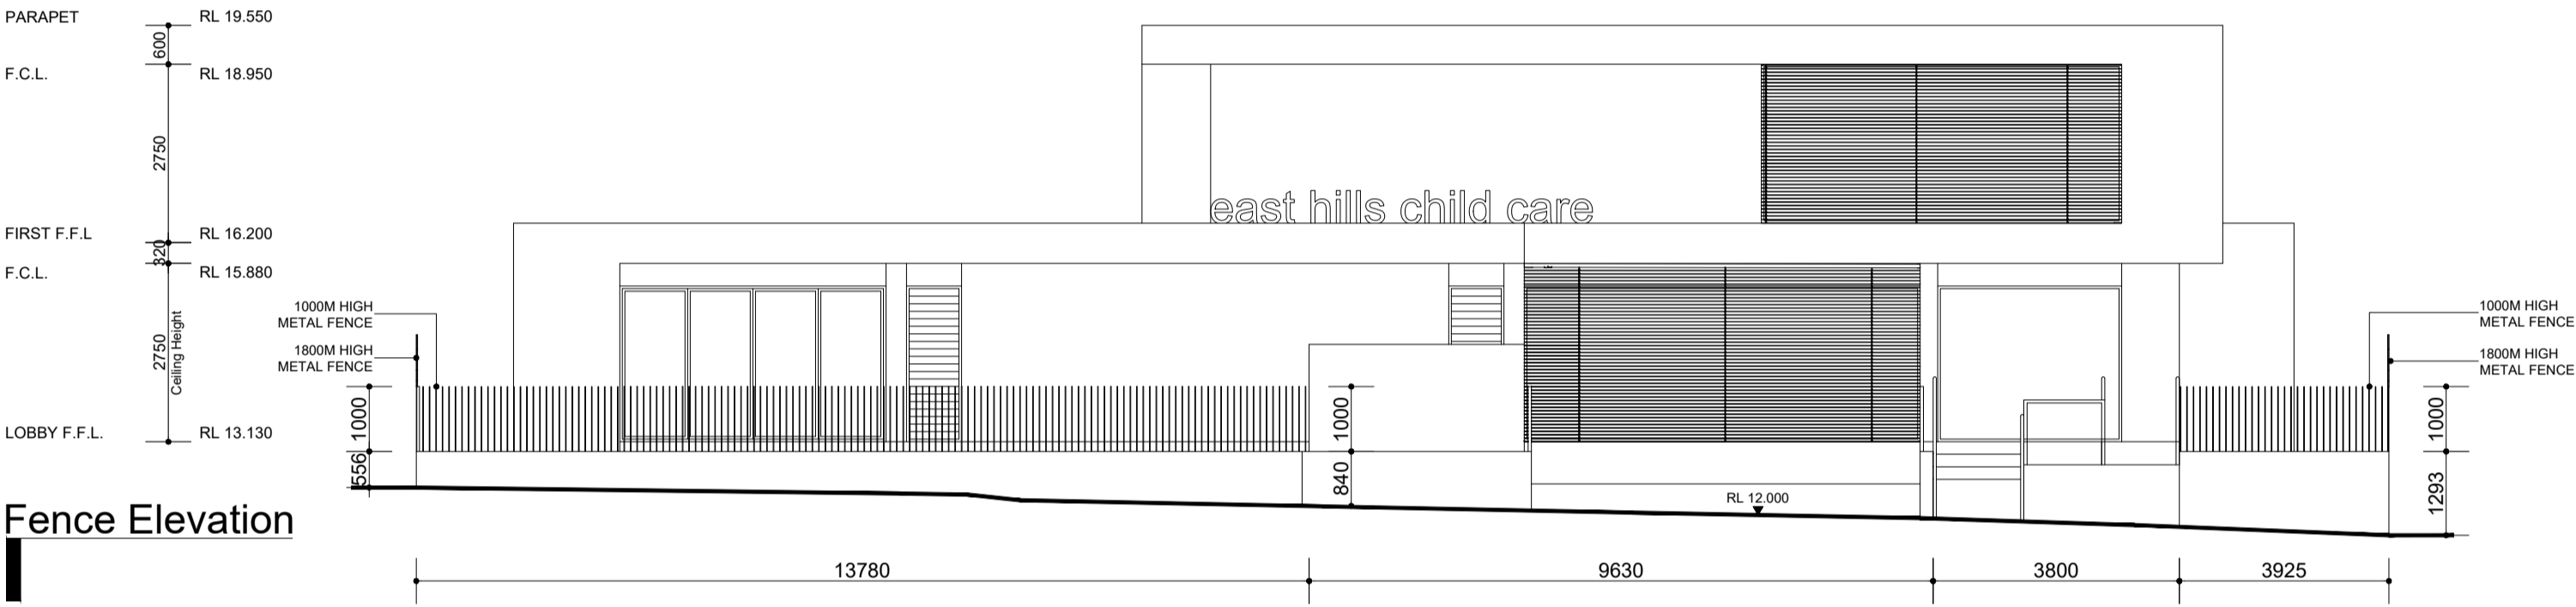 PARAPET
RL 19.550
600
F.C.L.
RL 18.950
2750
east hills child care
FIRST F.F.L
RL 16.200
320
F.C.L.
RL 15.880
2750
Ceiling Height
LOBBY F.F.L.
RL 13.130
1000M HIGH
METAL FENCE
1800M HIGH
METAL FENCE
1000
556
1000
840
RL 12.000
1000M HIGH
METAL FENCE
1800M HIGH
METAL FENCE
1000
1293
Fence Elevation
13780
9630
3800
3925